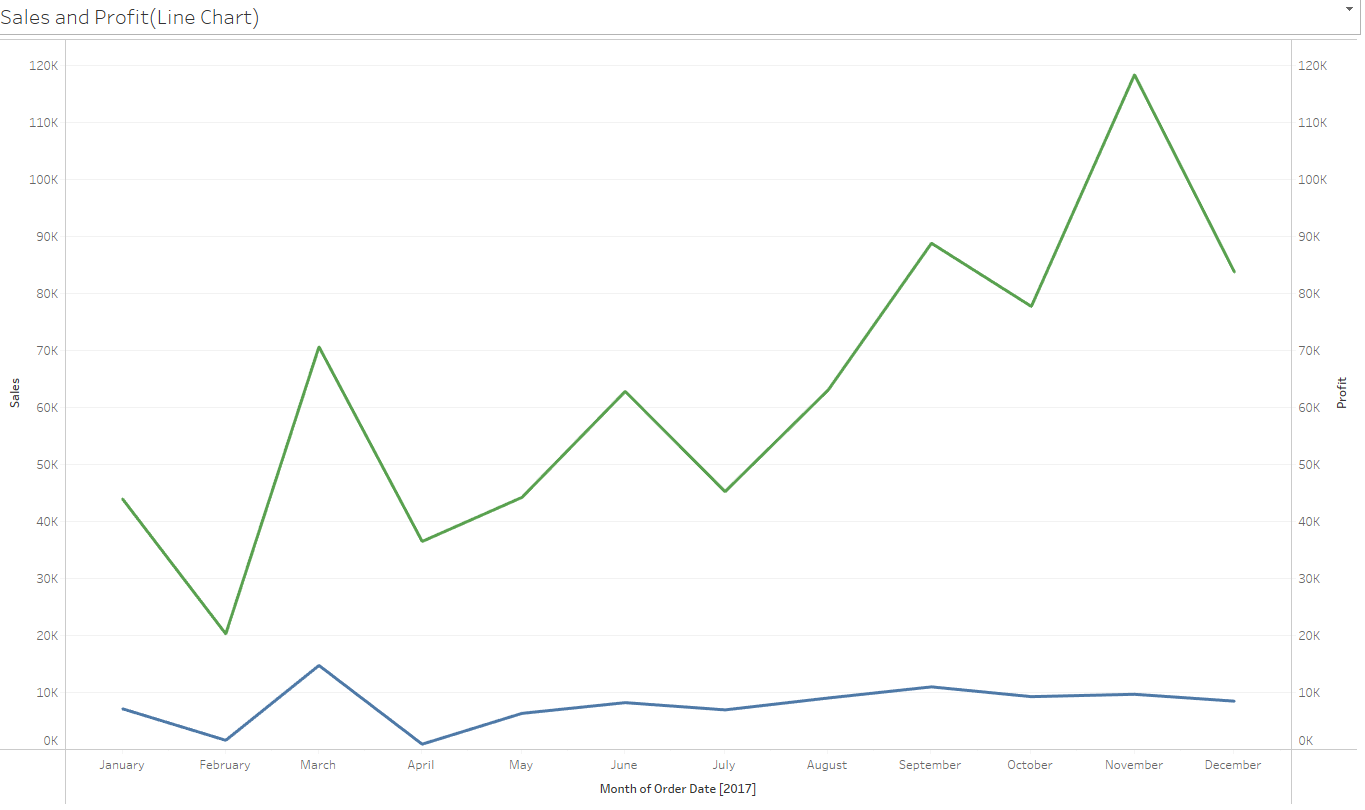 Sales and Profit(Line Chart)
120K 120K
110K 110K
100K 100K
90K 90K
80K 80K
70K 70K
60K 60K
50K 50K
40K 40K
30K 30K
20K 20K
10K 10K
0K 0K
Sales
Profit
January February March April May June July August September October November December
Month of Order Date [2017]